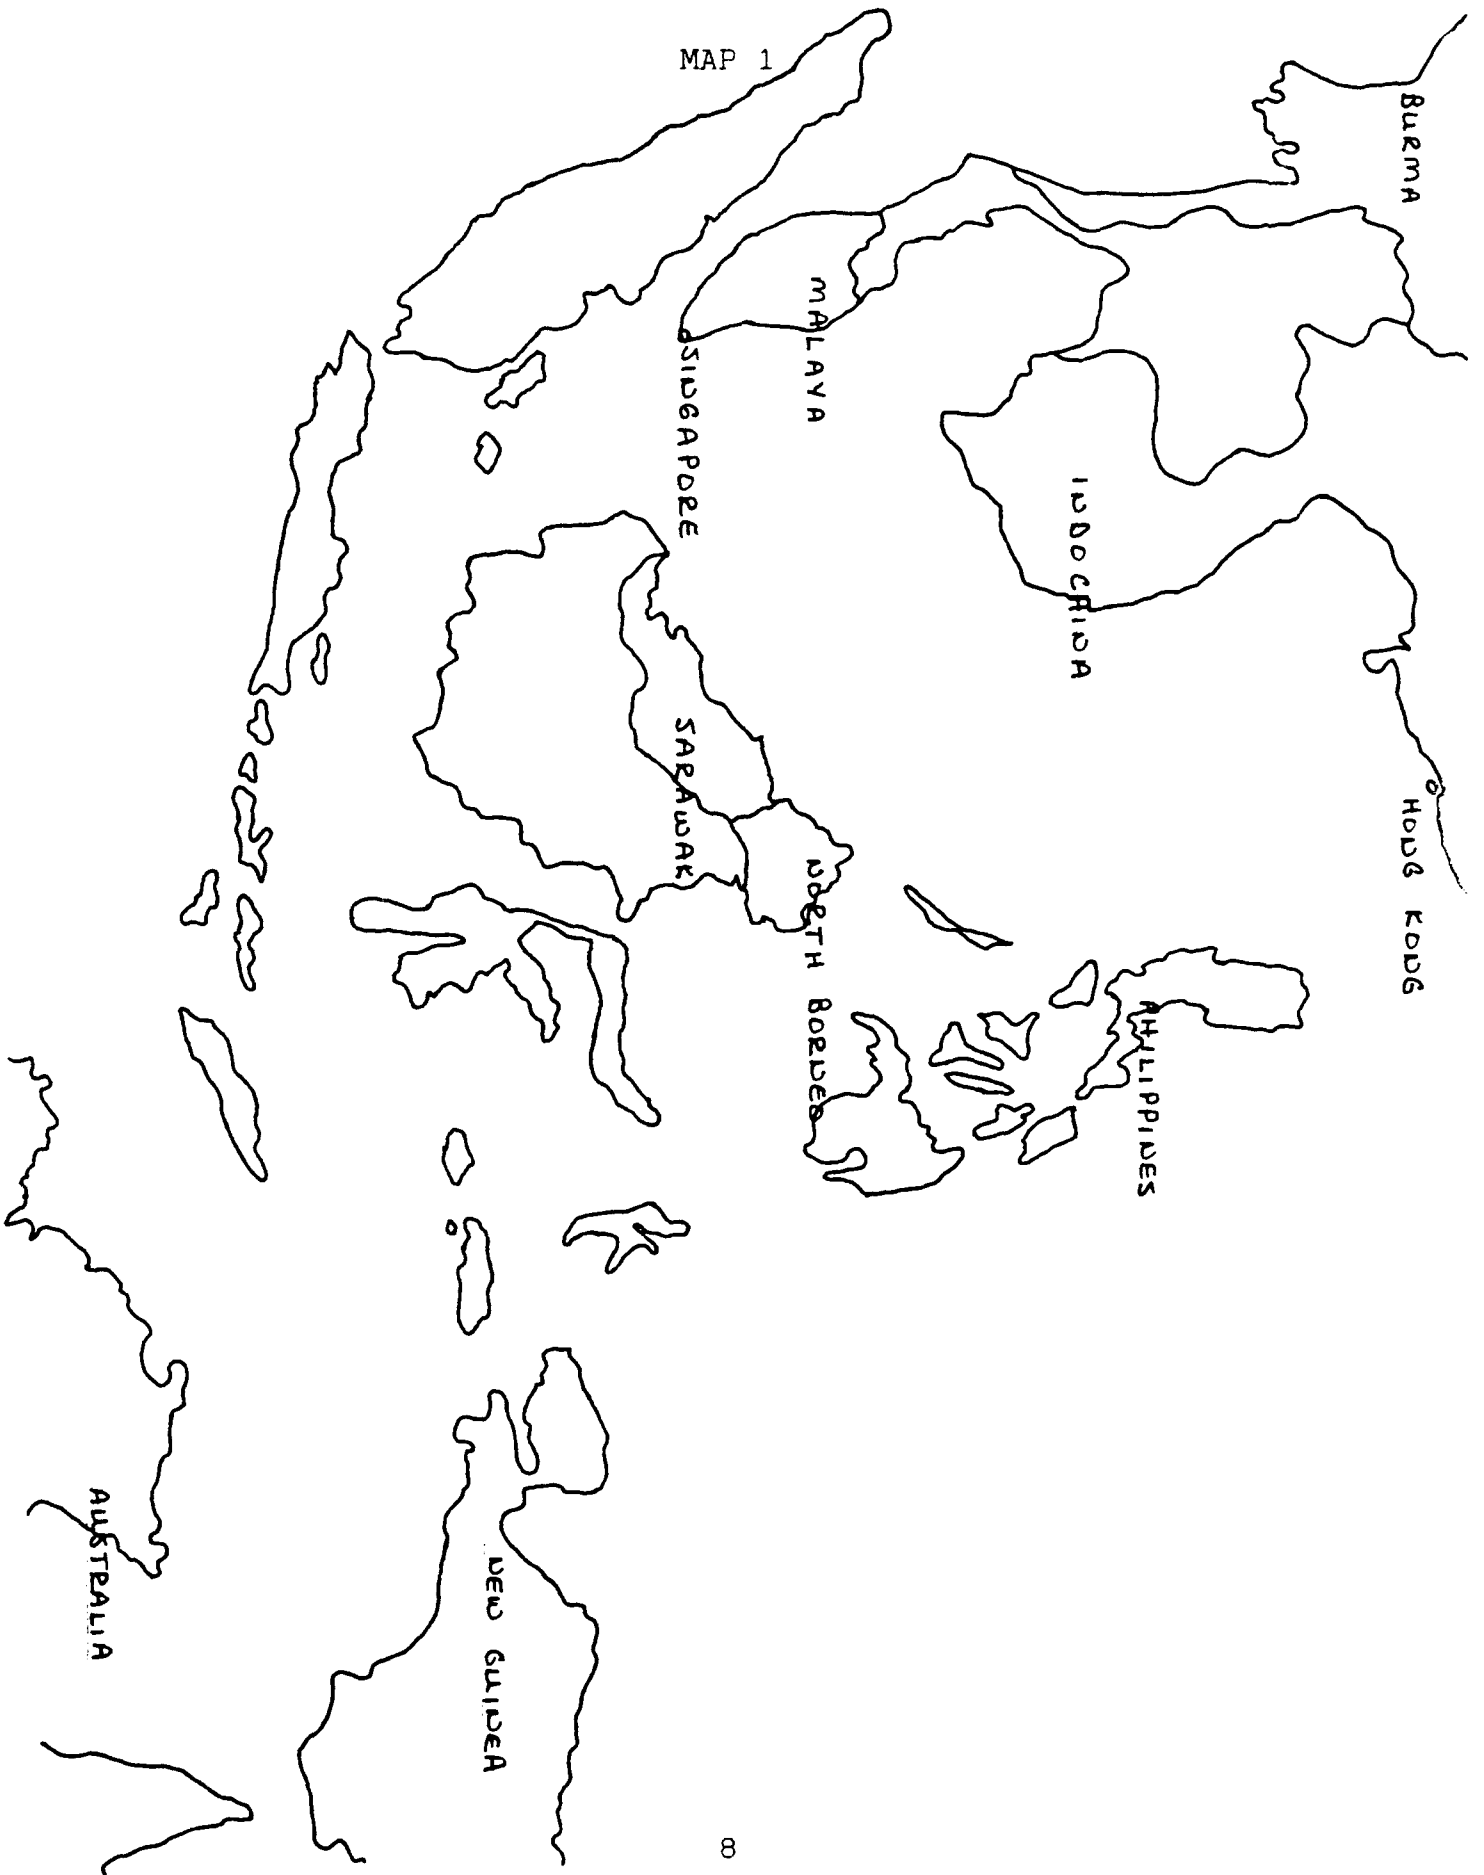 MAP 1
BURMA
HONG KONG
INDOCHINA
PHILIPPINES
MALAYA
NORTH BORNEO
SINGAPORE
SARAWAK
NEW GUINEA
AUSTRALIA
8